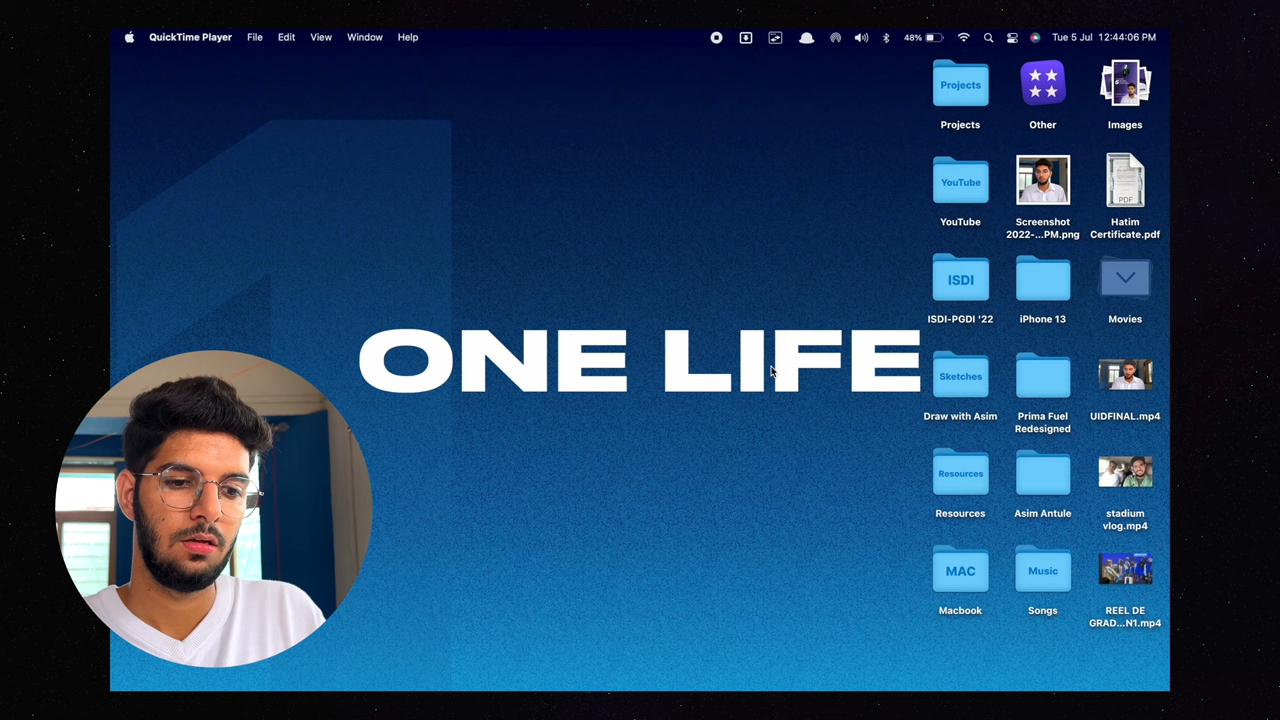 QuickTime Player File Edit View Window Help 48% Tue 5 Jul 12:44:06 PM
Projects
Projects Other Images
YouTube
PDF
YouTube Screenshot 2022-...PM.png Hatim Certificate.pdf
ISDI
ISDI-PGDI '22 iPhone 13 Movies
ONE LIFE
Sketches
Draw with Asim Prima Fuel Redesigned UIDFINAL.mp4
Resources
Resources Asim Antule stadium vlog.mp4
MAC Music
Macbook Songs REEL DE GRAD...N1.mp4